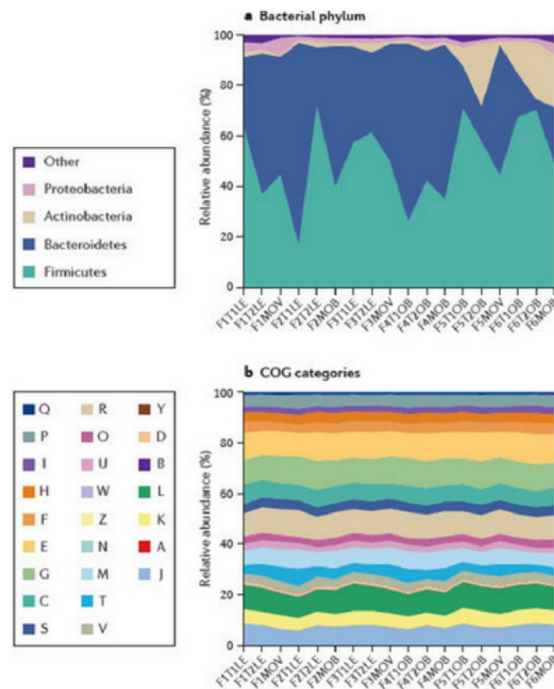 a Bacterial phylum
100
80
60
40
20
0
Relative abundance (%)
Other
Proteobacteria
Actinobacteria
Bacteroidetes
Firmicutes
F1T1LE
F1T2LE
F1MOV
F2T1LE
F2T2LE
F2MOB
F3T1LE
F3T2LE
F3MOV
F4T1OB
F4T2OB
F4MOB
F5T1OB
F5T2OB
F5MOV
F6T1OB
F6T2OB
F6MOB
b COG categories
100
80
60
40
20
0
Relative abundance (%)
Q R Y
P O D
I U B
H W L
F Z K
E N A
G M J
C T
S V
F1T1LE
F1T2LE
F1MOV
F2T1LE
F2T2LE
F2MOB
F3T1LE
F3T2LE
F3MOV
F4T1OB
F4T2OB
F4MOB
F5T1OB
F5T2OB
F5MOV
F6T1OB
F6T2OB
F6MOB